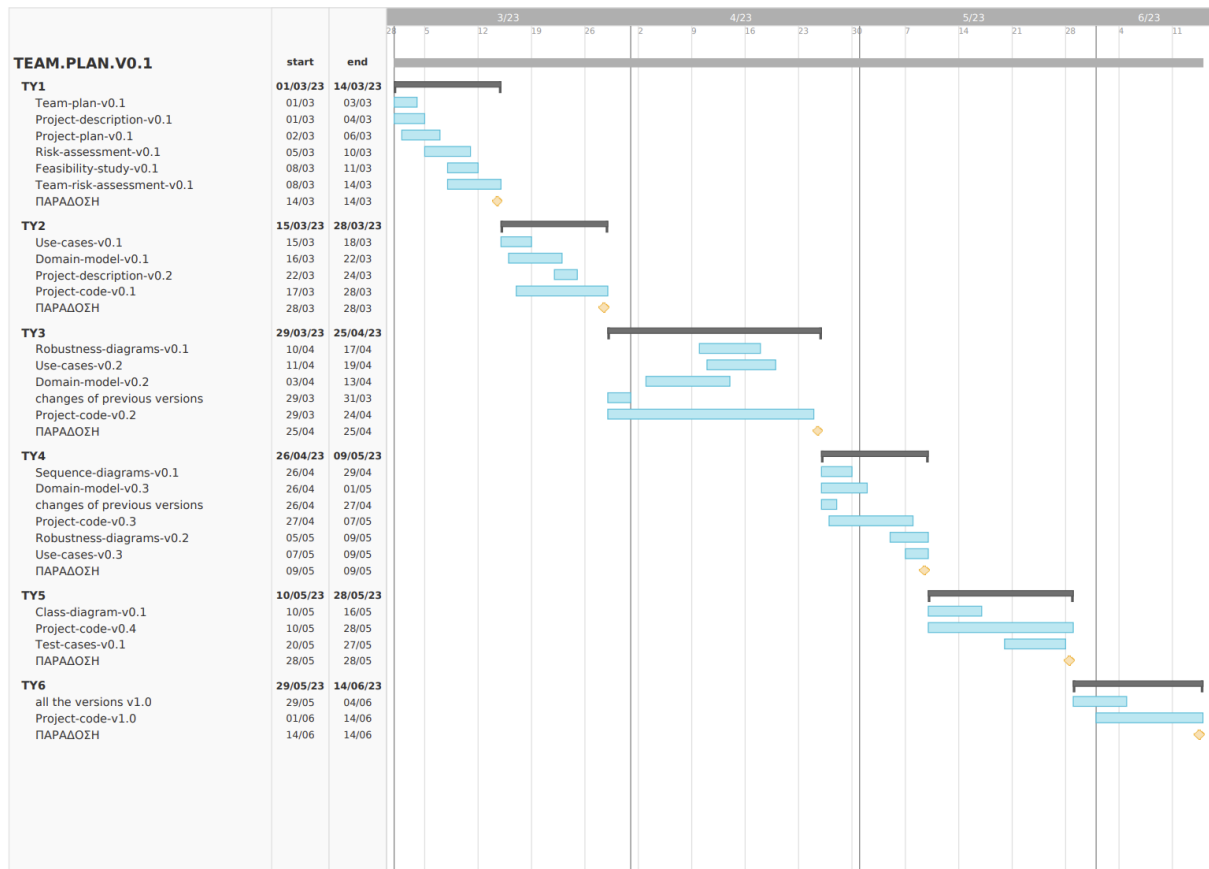 3/23 4/23 5/23 6/23
28 5 12 19 26 2 9 16 23 30 7 14 21 28 4 11
TEAM.PLAN.V0.1 start end
TY1 01/03/23 14/03/23
Team-plan-v0.1 01/03 03/03
Project-description-v0.1 01/03 04/03
Project-plan-v0.1 02/03 06/03
Risk-assessment-v0.1 05/03 10/03
Feasibility-study-v0.1 08/03 11/03
Team-risk-assessment-v0.1 08/03 14/03
ΠΑΡΑΔΟΣΗ 14/03 14/03
TY2 15/03/23 28/03/23
Use-cases-v0.1 15/03 18/03
Domain-model-v0.1 16/03 22/03
Project-description-v0.2 22/03 24/03
Project-code-v0.1 17/03 28/03
ΠΑΡΑΔΟΣΗ 28/03 28/03
TY3 29/03/23 25/04/23
Robustness-diagrams-v0.1 10/04 17/04
Use-cases-v0.2 11/04 19/04
Domain-model-v0.2 03/04 13/04
changes of previous versions 29/03 31/03
Project-code-v0.2 29/03 24/04
ΠΑΡΑΔΟΣΗ 25/04 25/04
TY4 26/04/23 09/05/23
Sequence-diagrams-v0.1 26/04 29/04
Domain-model-v0.3 26/04 01/05
changes of previous versions 26/04 27/04
Project-code-v0.3 27/04 07/05
Robustness-diagrams-v0.2 05/05 09/05
Use-cases-v0.3 07/05 09/05
ΠΑΡΑΔΟΣΗ 09/05 09/05
TY5 10/05/23 28/05/23
Class-diagram-v0.1 10/05 16/05
Project-code-v0.4 10/05 28/05
Test-cases-v0.1 20/05 27/05
ΠΑΡΑΔΟΣΗ 28/05 28/05
TY6 29/05/23 14/06/23
all the versions v1.0 29/05 04/06
Project-code-v1.0 01/06 14/06
ΠΑΡΑΔΟΣΗ 14/06 14/06